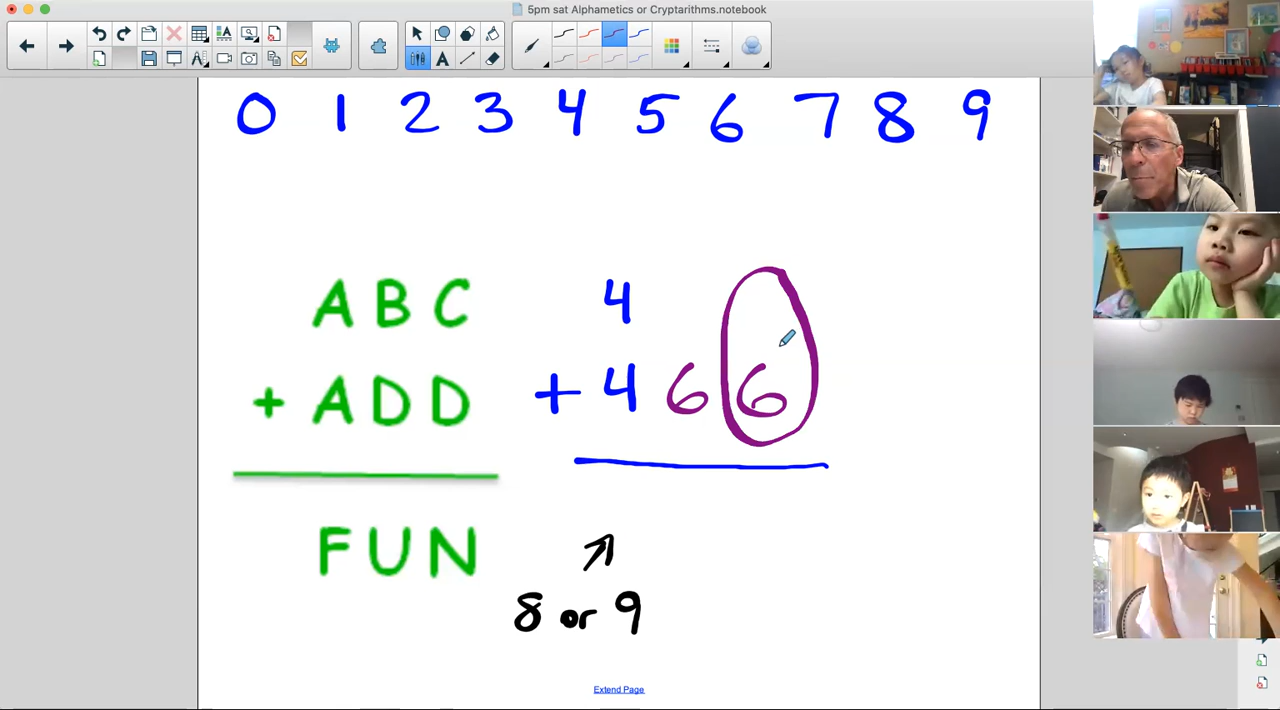 5pm sat Alphametics or Cryptarithms.notebook
0 1 2 3 4 5 6 7 8 9
A B C
+ A D D
F U N
4
+ 4 6 6
8 or 9
Extend Page